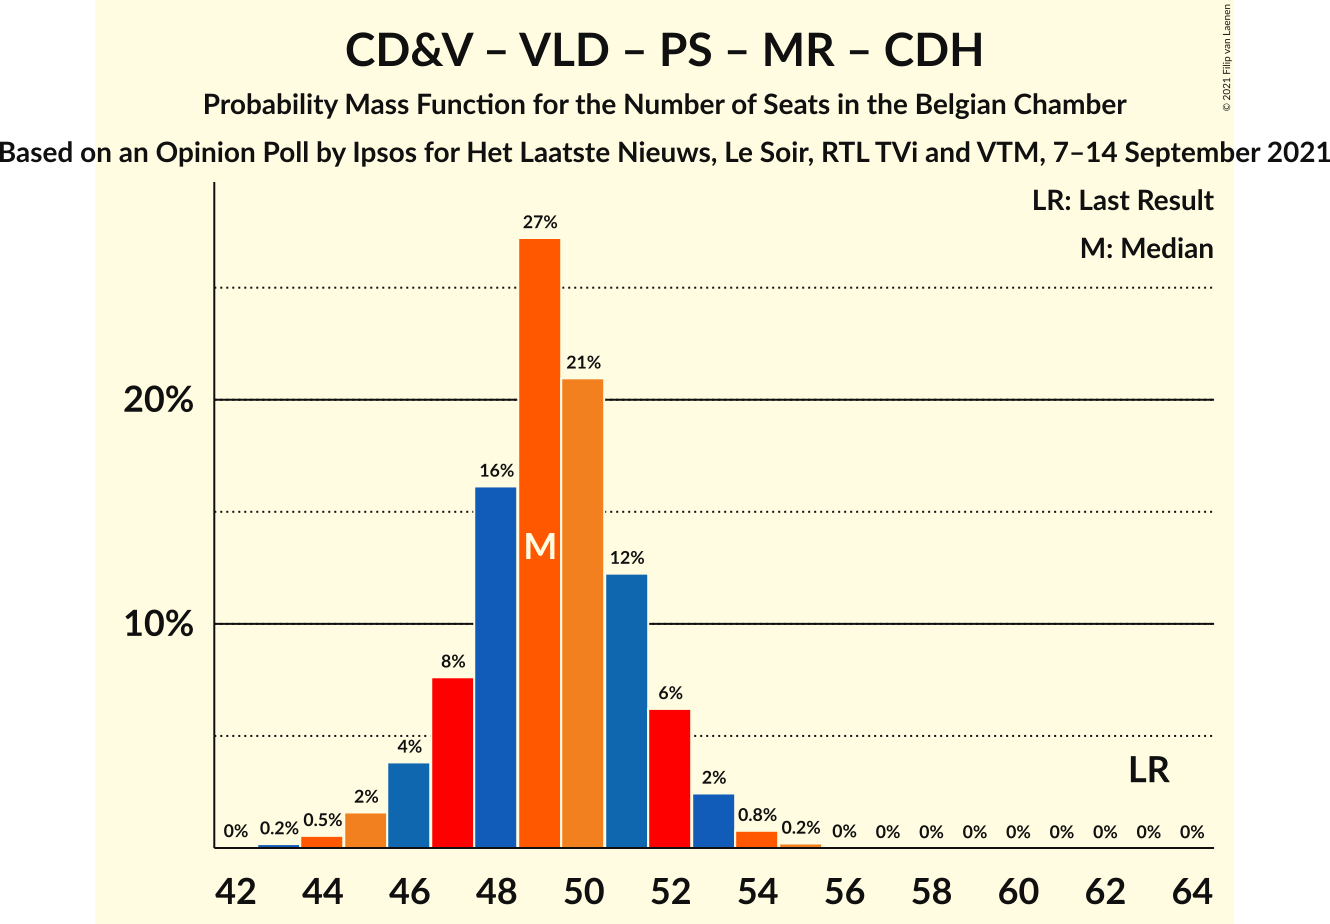 CD&V – VLD – PS – MR – CDH
Probability Mass Function for the Number of Seats in the Belgian Chamber
Based on an Opinion Poll by Ipsos for Het Laatste Nieuws, Le Soir, RTL TVi and VTM, 7–14 September 2021
© 2021 Filip van Laenen
LR: Last Result
M: Median
27%
21%
20%
16%
M
12%
10%
8%
6%
4%
LR
2%
2%
0% 0.2% 0.5% 0.8% 0.2% 0% 0% 0% 0% 0% 0% 0% 0% 0%
42 44 46 48 50 52 54 56 58 60 62 64